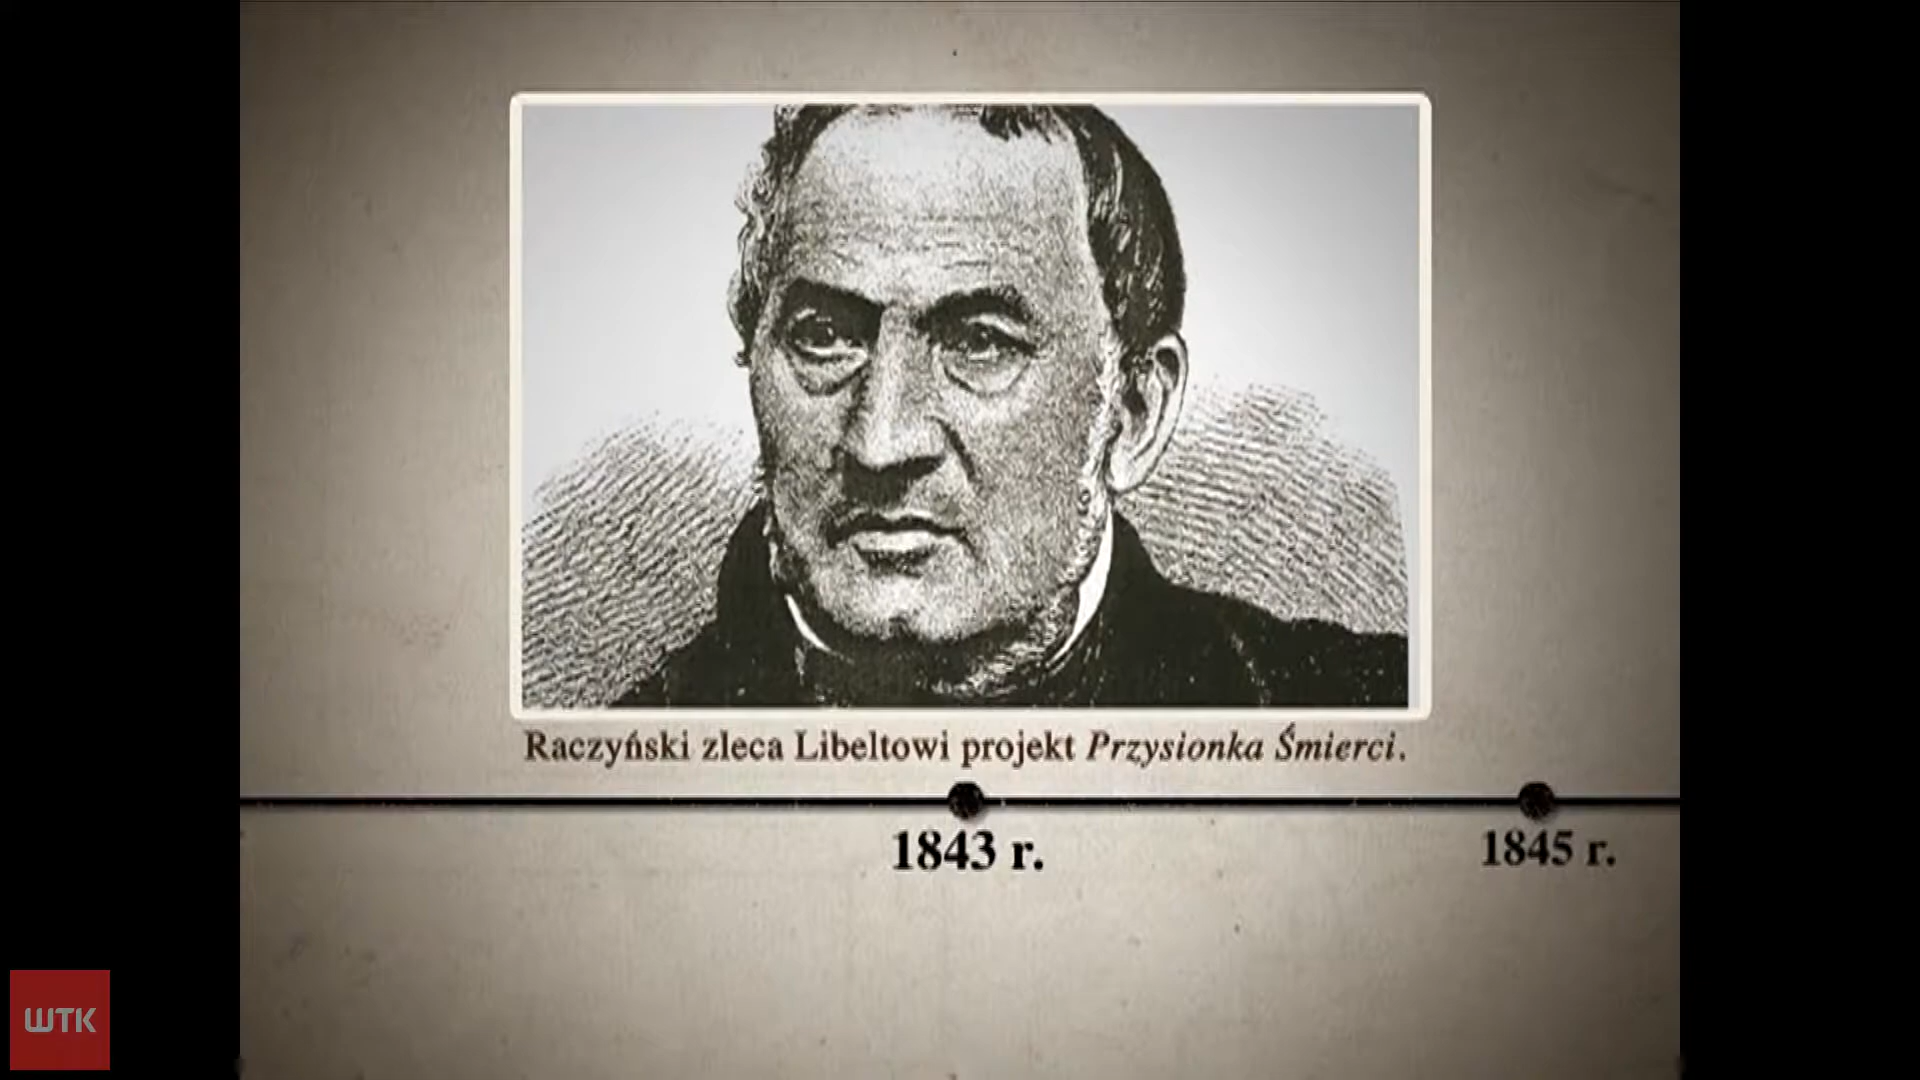 Raczyński zleca Libeltowi projekt Przysionka Śmierci.
1843 r.
1845 r.
WTK